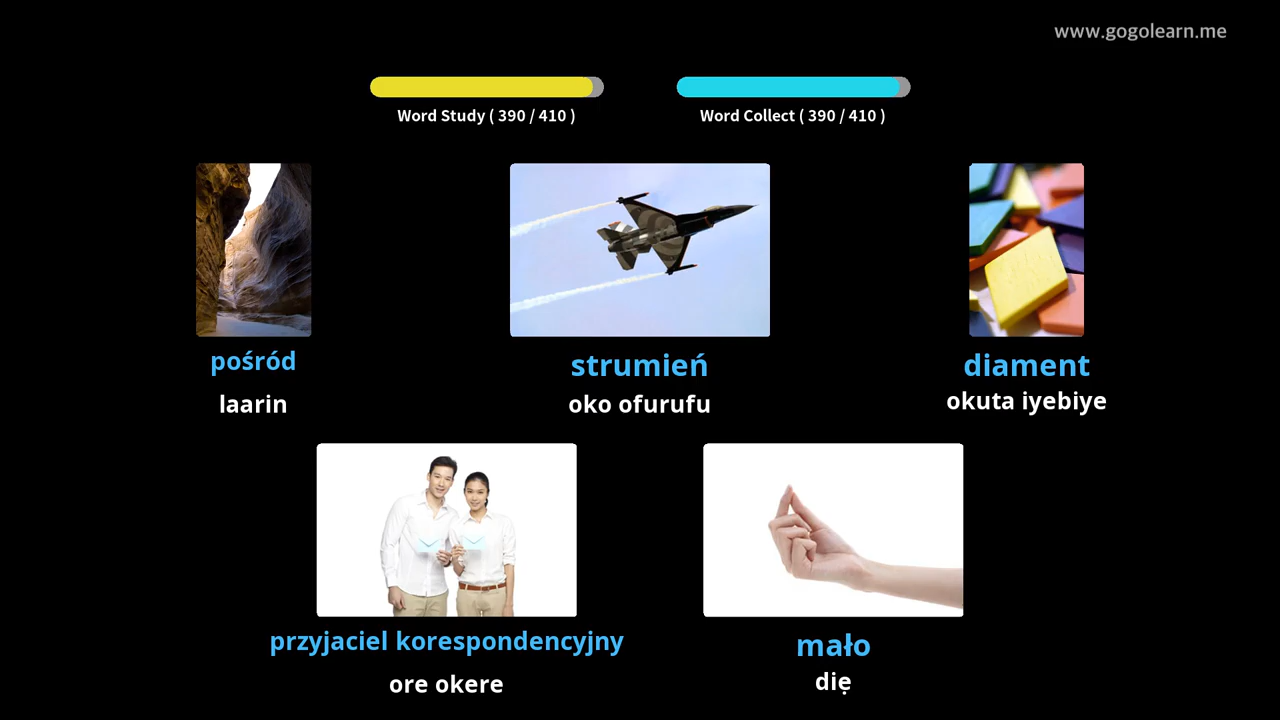 www.gogolearn.me
Word Study ( 390 / 410 )
Word Collect ( 390 / 410 )
pośród
strumień
diament
laarin
oko ofurufu
okuta iyebiye
przyjaciel korespondencyjny
mało
ore okere
dię